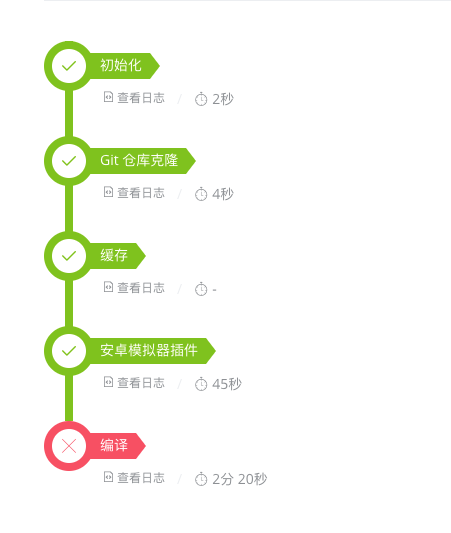 初始化
查看日志 / 2秒
Git 仓库克隆
查看日志 / 4秒
缓存
查看日志 / -
安卓模拟器插件
查看日志 / 45秒
编译
查看日志 / 2分 20秒